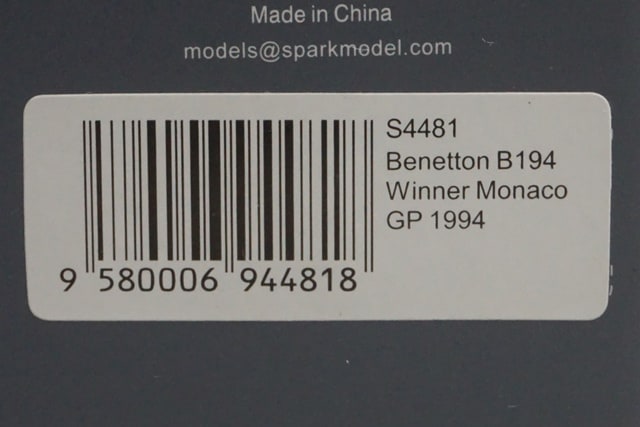 Made in China
models@sparkmodel.com
S4481
Benetton B194
Winner Monaco
GP 1994
9 580006 944818